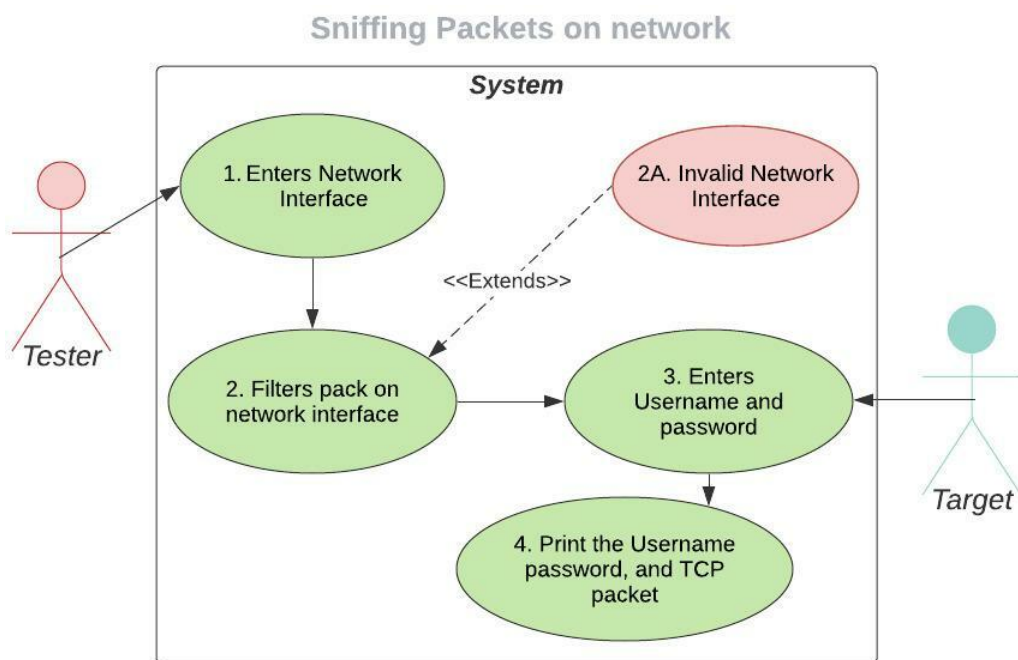 Sniffing Packets on network
System
1. Enters Network
Interface
2A. Invalid Network
Interface
<<Extends>>
Tester
2. Filters pack on
network interface
3. Enters
Username and
password
Target
4. Print the Username
password, and TCP
packet